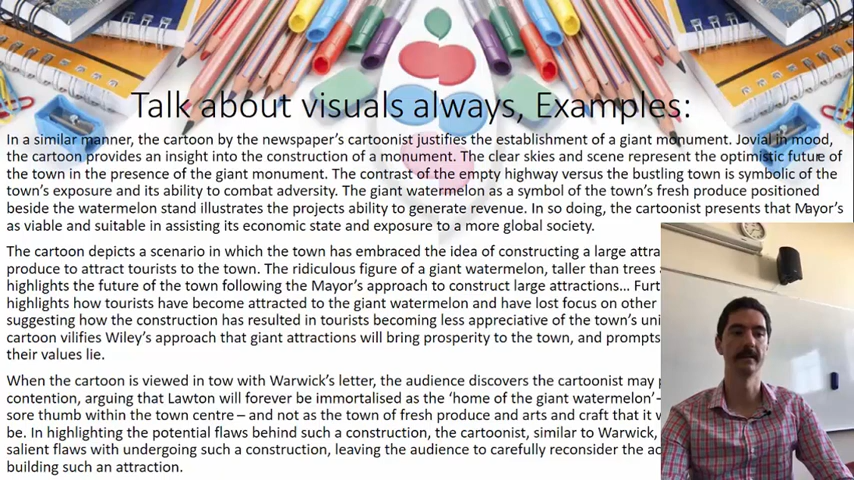 Talk about visuals always, Examples:
In a similar manner, the cartoon by the newspaper's cartoonist justifies the establishment of a giant monument. Jovial in mood,
the cartoon provides an insight into the construction of a monument. The clear skies and scene represent the optimistic future of
the town in the presence of the giant monument. The contrast of the empty highway versus the bustling town is symbolic of the
town's exposure and its ability to combat adversity. The giant watermelon as a symbol of the town's fresh produce positioned
beside the watermelon stand illustrates the projects ability to generate revenue. In so doing, the cartoonist presents that Mayor's
as viable and suitable in assisting its economic state and exposure to a more global society.
The cartoon depicts a scenario in which the town has embraced the idea of constructing a large
produce to attract tourists to the town. The ridiculous figure of a giant watermelon, taller than trees
highlights the future of the town following the Mayor's approach to construct large attractions...
highlights how tourists have become attracted to the giant watermelon and have lost focus on other
suggesting how the construction has resulted in tourists becoming less appreciative of the town's
cartoon vilifies Wiley's approach that giant attractions will bring prosperity to the town, and prompts
their values lie.
When the cartoon is viewed in tow with Warwick's letter, the audience discovers the cartoonist may
contention, arguing that Lawton will forever be immortalised as the 'home of the giant watermelon'-
sore thumb within the town centre – and not as the town of fresh produce and arts and craft that it
be. In highlighting the potential flaws behind such a construction, the cartoonist, similar to Warwick,
salient flaws with undergoing such a construction, leaving the audience to carefully reconsider the
building such an attraction.